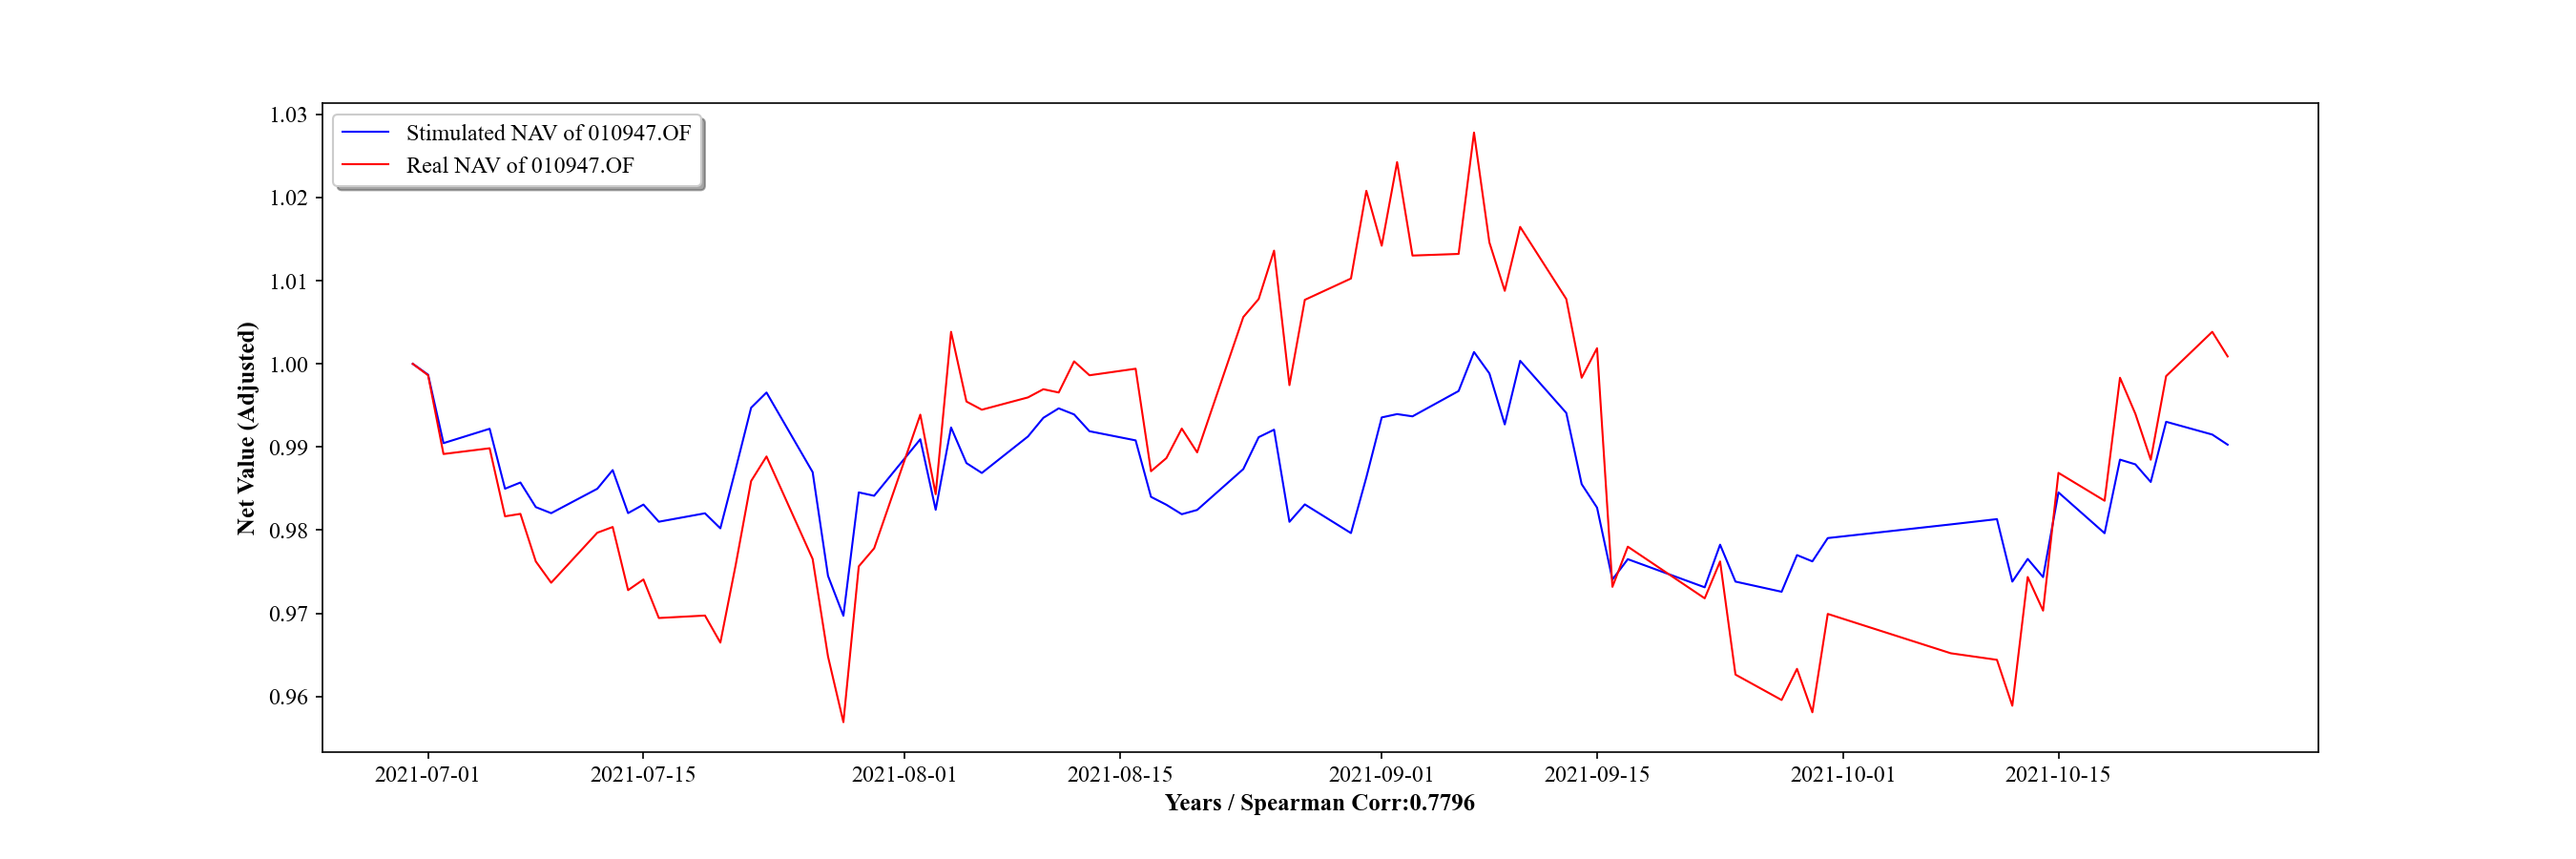 Stimulated NAV of 010947.OF
Real NAV of 010947.OF
Net Value (Adjusted)
1.03
1.02
1.01
1.00
0.99
0.98
0.97
0.96
2021-07-01 2021-07-15 2021-08-01 2021-08-15 2021-09-01 2021-09-15 2021-10-01 2021-10-15
Years / Spearman Corr:0.7796